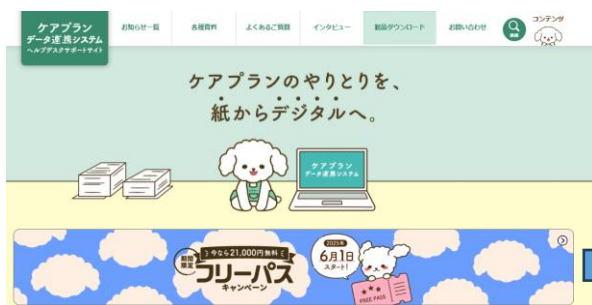 ケアプラン
データ連携システム
ヘルプデスクサポートサイト
お知らせ一覧
各種資料
よくあるご質問
インタビュー
製品ダウンロード
お問い合わせ
検索
コンテンツ
ケアプランのやりとりを、
紙からデジタルへ。
ケアプラン
データ連携システム
期間
限定
今なら21,000円無料
フリーパス
キャンペーン
2025年
6月1日
スタート!
FREE PASS